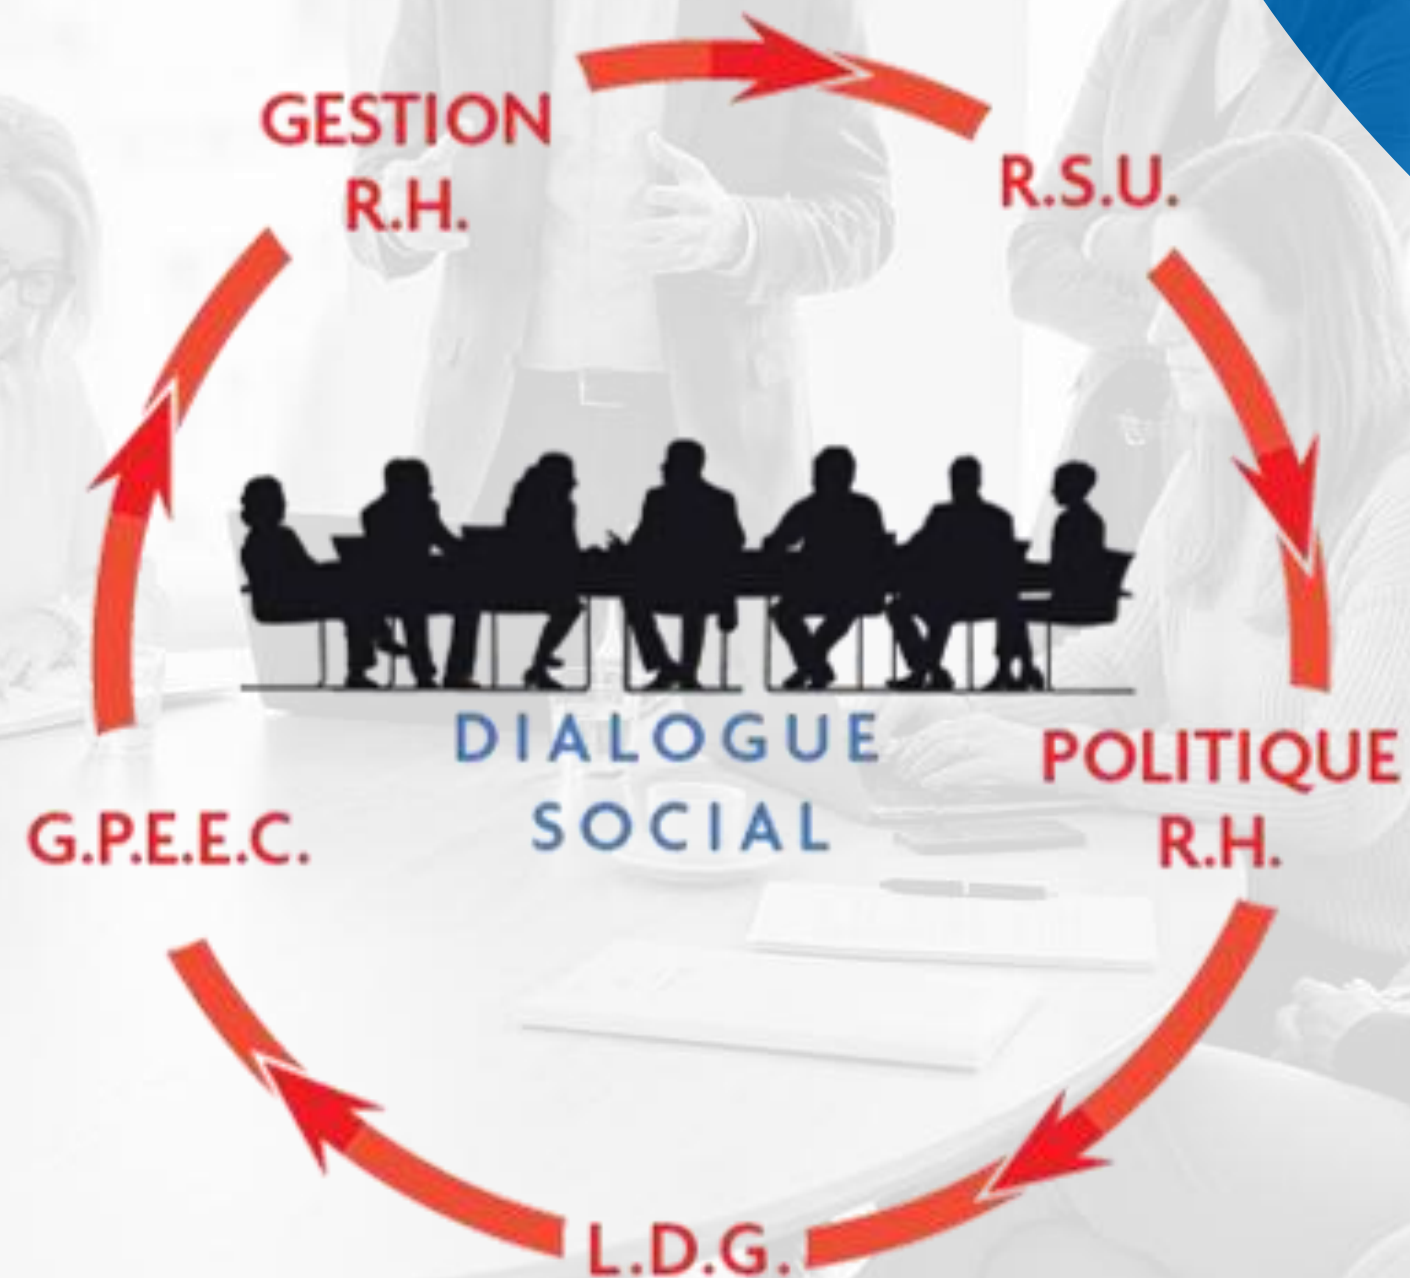 GESTION
R.H.
R.S.U.
POLITIQUE
R.H.
L.D.G.
G.P.E.E.C.
DIALOGUE
SOCIAL